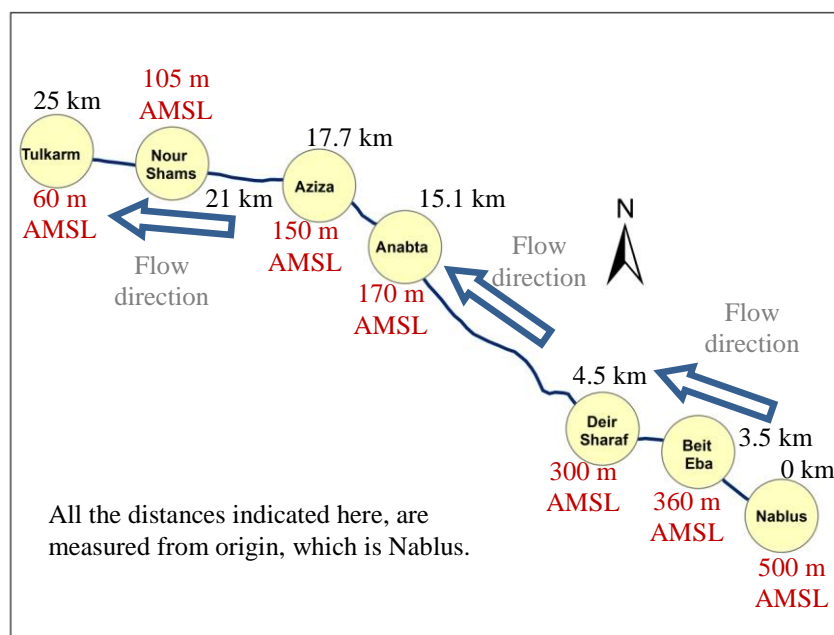 105 m
AMSL
25 km
17.7 km
Tulkarm
Nour
Shams
Aziza
21 km
15.1 km
60 m
AMSL
150 m
AMSL
Anabta
N
Flow
direction
170 m
AMSL
Flow
direction
Flow
direction
4.5 km
Deir
Sharaf
Beit
Eba
3.5 km
0 km
300 m
AMSL
360 m
AMSL
Nablus
500 m
AMSL
All the distances indicated here, are
measured from origin, which is Nablus.